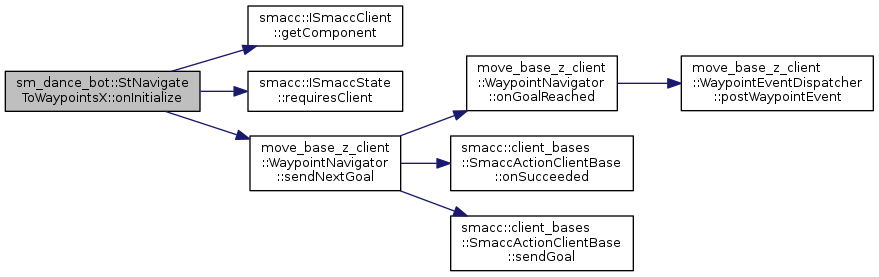 sm_dance_bot::StNavigate
ToWaypointsX::onInitialize
smacc::ISmaccClient
::getComponent
smacc::ISmaccState
::requiresClient
move_base_z_client
::WaypointNavigator
::sendNextGoal
move_base_z_client
::WaypointNavigator
::onGoalReached
smacc::client_bases
::SmaccActionClientBase
::onSucceeded
smacc::client_bases
::SmaccActionClientBase
::sendGoal
move_base_z_client
::WaypointEventDispatcher
::postWaypointEvent